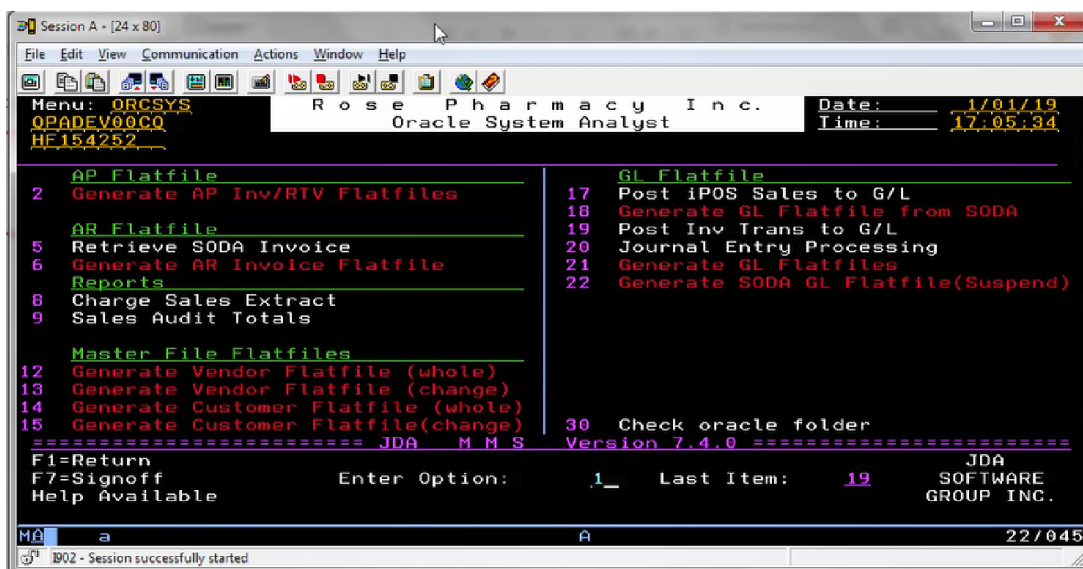 Session A - [24 x 80]
File Edit View Communication Actions Window Help
Menu: ORCSYS Rose Pharmacy Inc. Date: 1/01/19
QPADEV00CQ Oracle System Analyst Time: 17:05:34
HF154252
AP Flatfile GL Flatfile
2 Generate AP Inv/RTV Flatfiles 17 Post iPOS Sales to G/L
18 Generate GL Flatfile from SODA
AR Flatfile 19 Post Inv Trans to G/L
5 Retrieve SODA Invoice 20 Journal Entry Processing
6 Generate AR Invoice Flatfile 21 Generate GL Flatfiles
Reports 22 Generate SODA GL Flatfile(Suspend)
8 Charge Sales Extract
9 Sales Audit Totals
Master File Flatfiles
12 Generate Vendor Flatfile (whole)
13 Generate Vendor Flatfile (change)
14 Generate Customer Flatfile (whole)
15 Generate Customer Flatfile(change) 30 Check oracle folder
========================= JDA M M S Version 7.4.0 =======================
F1=Return JDA
F7=Signoff Enter Option: 1_ Last Item: 19 SOFTWARE
Help Available GROUP INC.
MA a A 22/045
I902 - Session successfully started